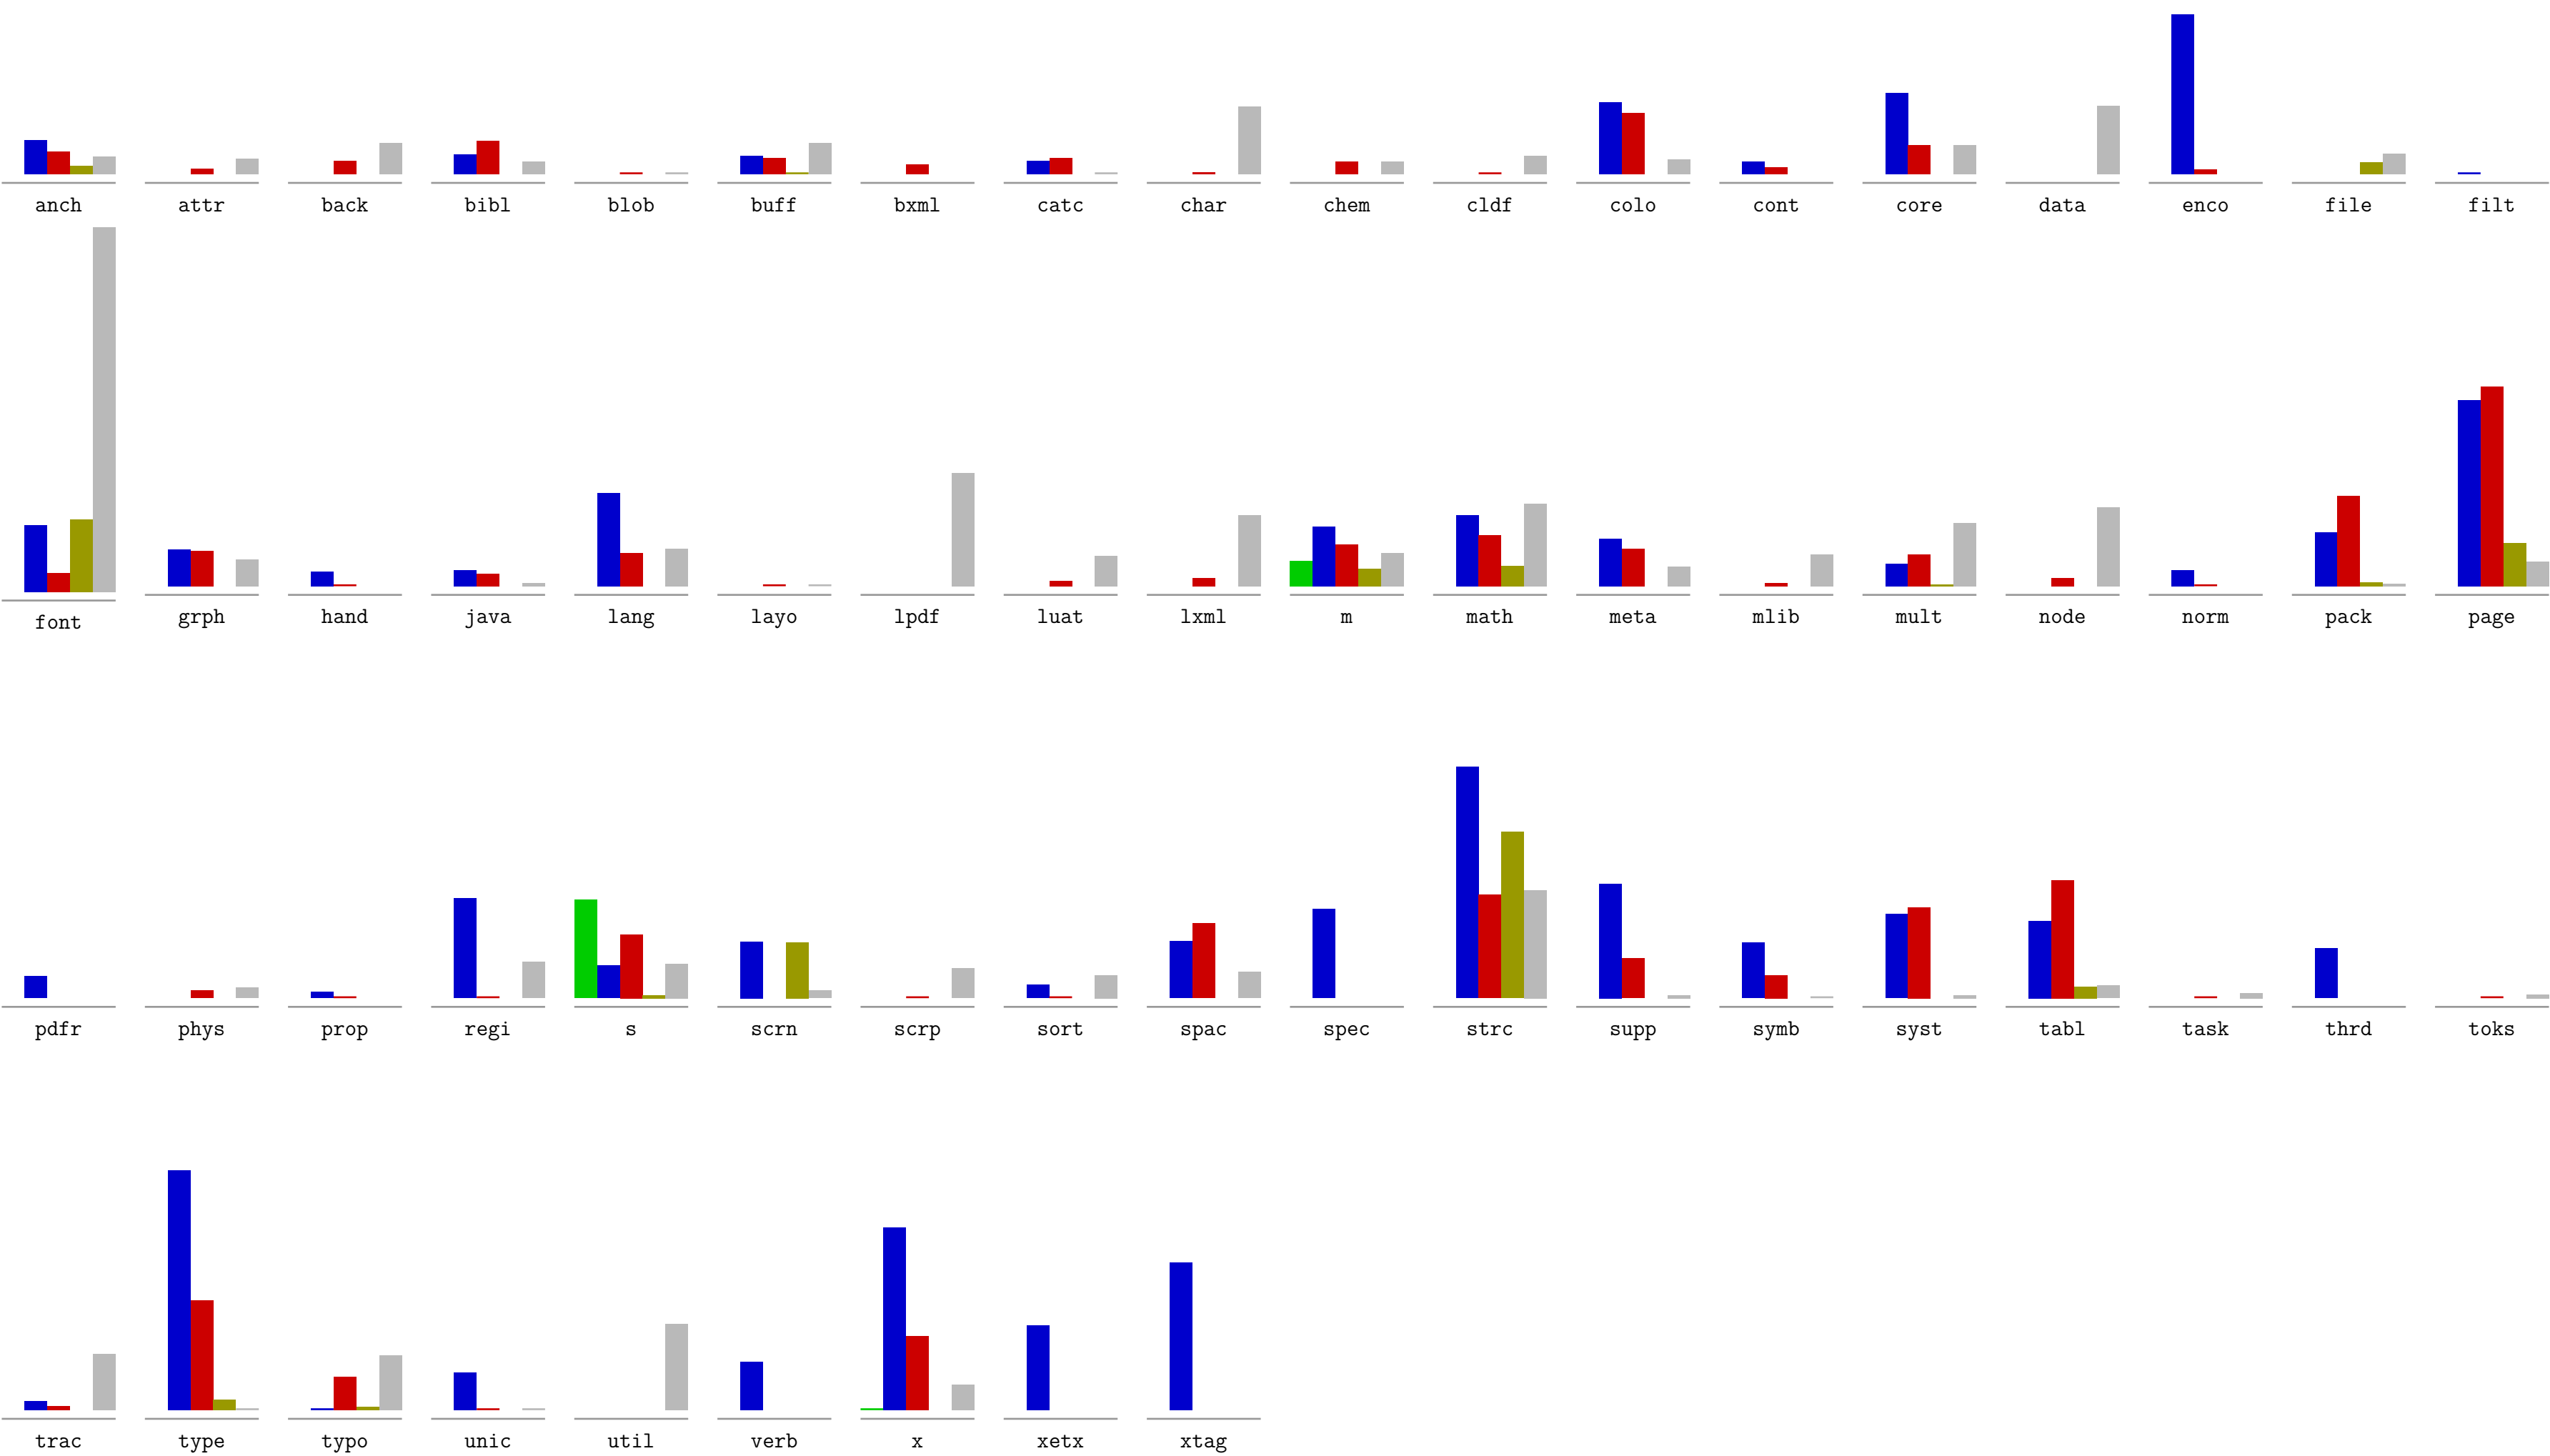 anch attr back bibl blob buff bxml catc char chem cldf colo cont core data enco file filt
font grph hand java lang layo lpdf luat lxml m math meta mlib mult node norm pack page
pdfr phys prop regi s scrn scrp sort spac spec strc supp symb syst tabl task thrd toks
trac type typo unic util verb x xetx xtag